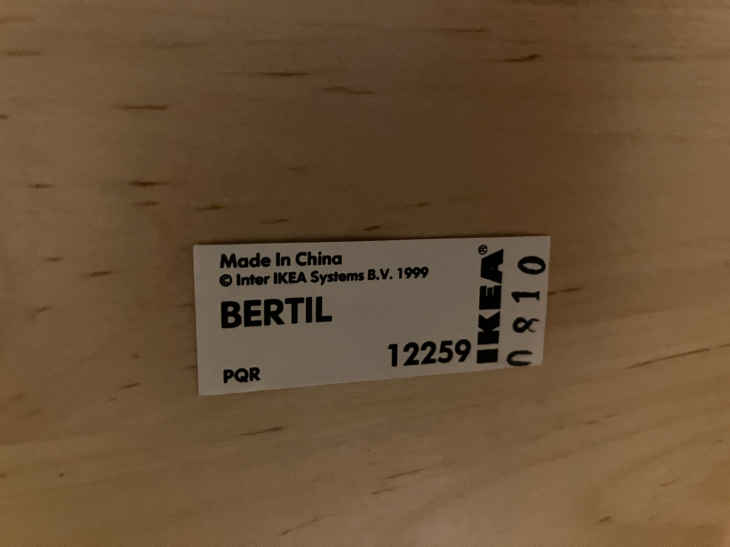 Made In China
© Inter IKEA Systems B.V. 1999
BERTIL
12259
PQR
IKEA®
0810